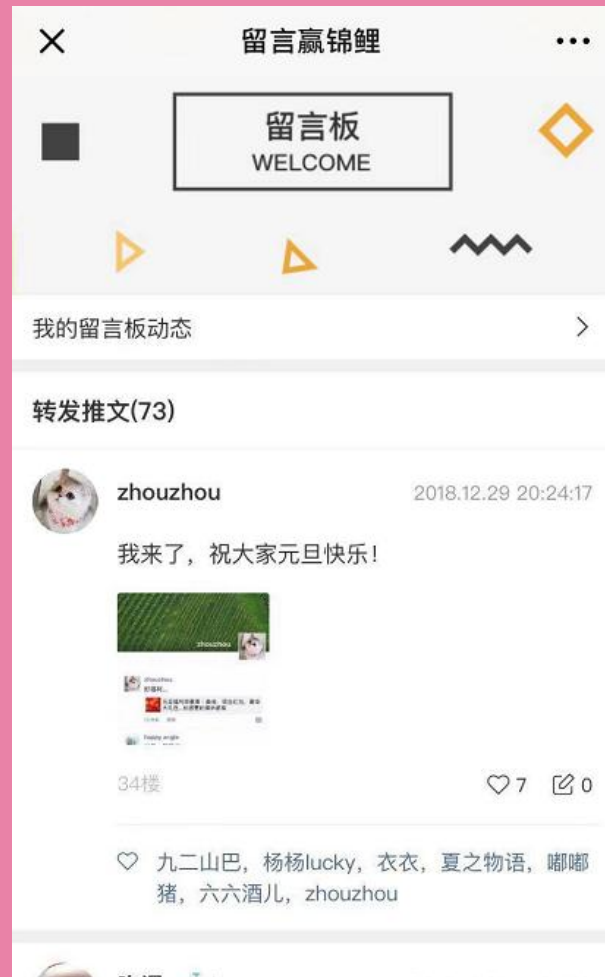 留言赢锦鲤
留言板
WELCOME
我的留言板动态
转发推文(73)
zhouzhou
2018.12.29 20:24:17
我来了，祝大家元旦快乐！
zhouzhou
zhouzhou
happy angle
34楼
7
0
九二山巴，杨杨lucky，衣衣，夏之物语，嘟嘟
猪，六六酒儿，zhouzhou